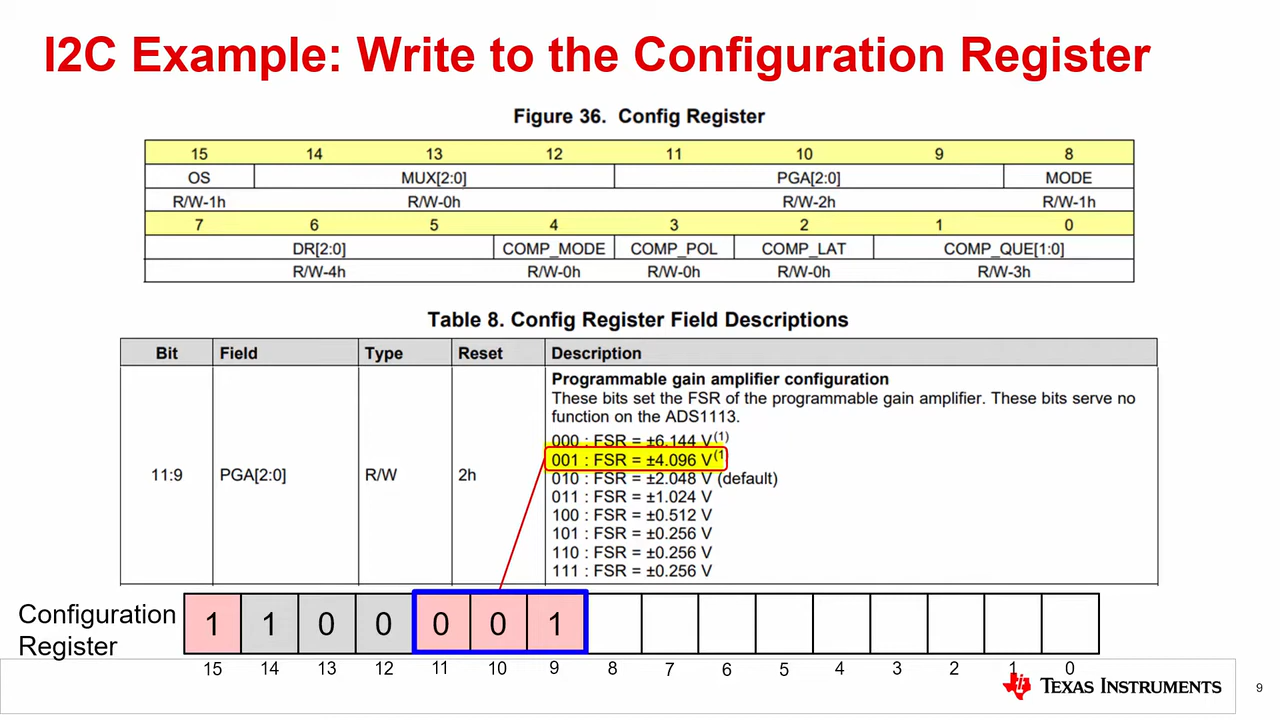 I2C Example: Write to the Configuration Register
Figure 36. Config Register
15 14 13 12 11 10 9 8
OS MUX[2:0] PGA[2:0] MODE
R/W-1h R/W-0h R/W-2h R/W-1h
7 6 5 4 3 2 1 0
DR[2:0] COMP_MODE COMP_POL COMP_LAT COMP_QUE[1:0]
R/W-4h R/W-0h R/W-0h R/W-0h R/W-3h
Table 8. Config Register Field Descriptions
Bit Field Type Reset Description
11:9 PGA[2:0] R/W 2h
Programmable gain amplifier configuration
These bits set the FSR of the programmable gain amplifier. These bits serve no
function on the ADS1113.
000 : FSR = ±6.144 V(1)
001 : FSR = ±4.096 V(1
010 : FSR = ±2.048 V (default)
011 : FSR = ±1.024 V
100 : FSR = ±0.512 V
101 : FSR = ±0.256 V
110 : FSR = ±0.256 V
111 : FSR = ±0.256 V
Configuration
Register
1 1 0 0 0 0 1
15 14 13 12 11 10 9 8 7 6 5 4 3 2 1 0
TEXAS INSTRUMENTS
9